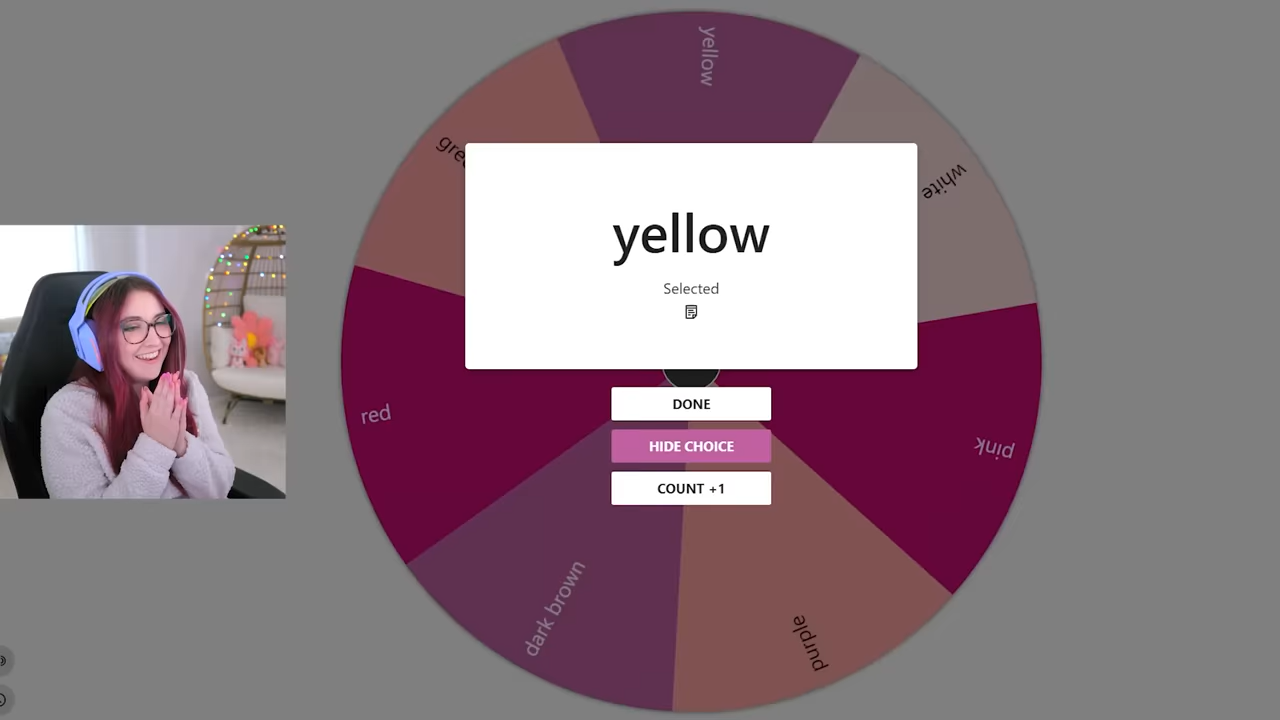 yellow
white
yellow
Selected
DONE
red
HIDE CHOICE
pink
COUNT +1
dark brown
purple